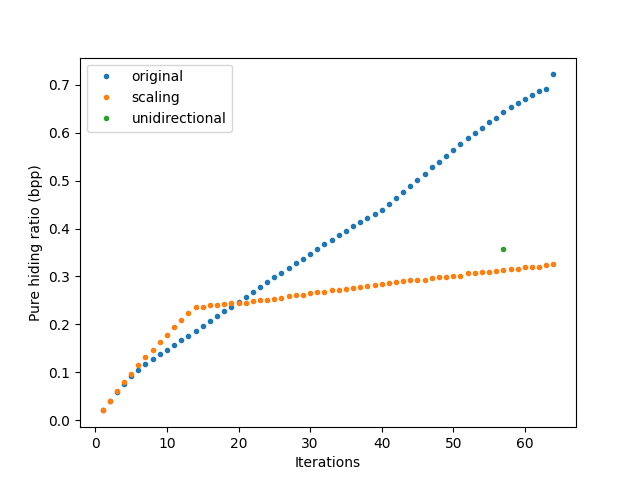 original
scaling
unidirectional
Pure hiding ratio (bpp)
0.7
0.6
0.5
0.4
0.3
0.2
0.1
0.0
0 10 20 30 40 50 60
Iterations